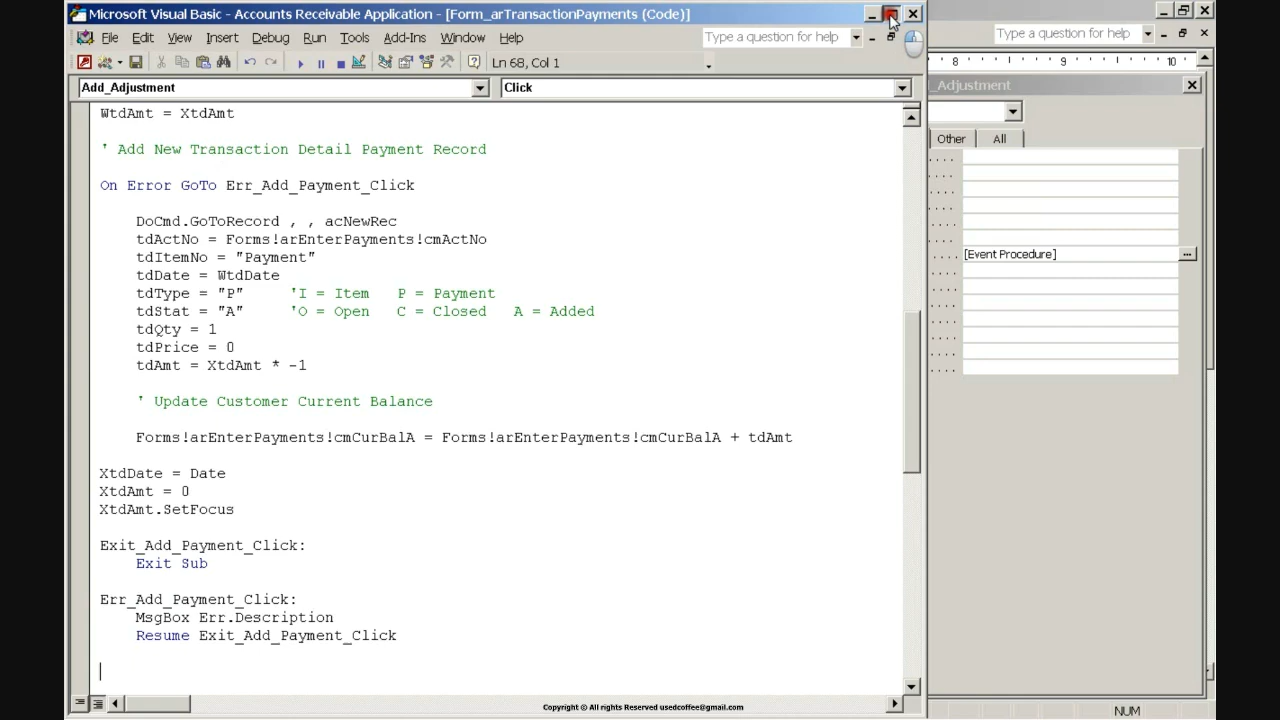 Microsoft Visual Basic - Accounts Receivable Application - [Form_arTransactionPayments (Code)]
File Edit View Insert Debug Run Tools Add-Ins Window Help
Type a question for help
Type a question for help
Ln 68, Col 1
8 9 10
Add_Adjustment
Click
_Adjustment
Other
All
[Event Procedure]
...
WtdAmt = XtdAmt
' Add New Transaction Detail Payment Record
On Error GoTo Err_Add_Payment_Click
DoCmd.GoToRecord , , acNewRec
tdActNo = Forms!arEnterPayments!cmActNo
tdItemNo = "Payment"
tdDate = WtdDate
tdType = "P" 'I = Item P = Payment
tdStat = "A" 'O = Open C = Closed A = Added
tdQty = 1
tdPrice = 0
tdAmt = XtdAmt * -1
' Update Customer Current Balance
Forms!arEnterPayments!cmCurBalA = Forms!arEnterPayments!cmCurBalA + tdAmt
XtdDate = Date
XtdAmt = 0
XtdAmt.SetFocus
Exit_Add_Payment_Click:
Exit Sub
Err_Add_Payment_Click:
MsgBox Err.Description
Resume Exit_Add_Payment_Click
Copyright © All rights Reserved usedcoffee@gmail.com
NUM